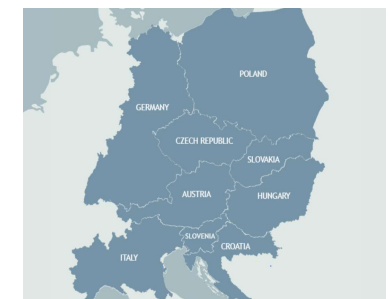 POLAND
GERMANY
CZECH REPUBLIC
SLOVAKIA
AUSTRIA
HUNGARY
SLOVENIA
CROATIA
ITALY